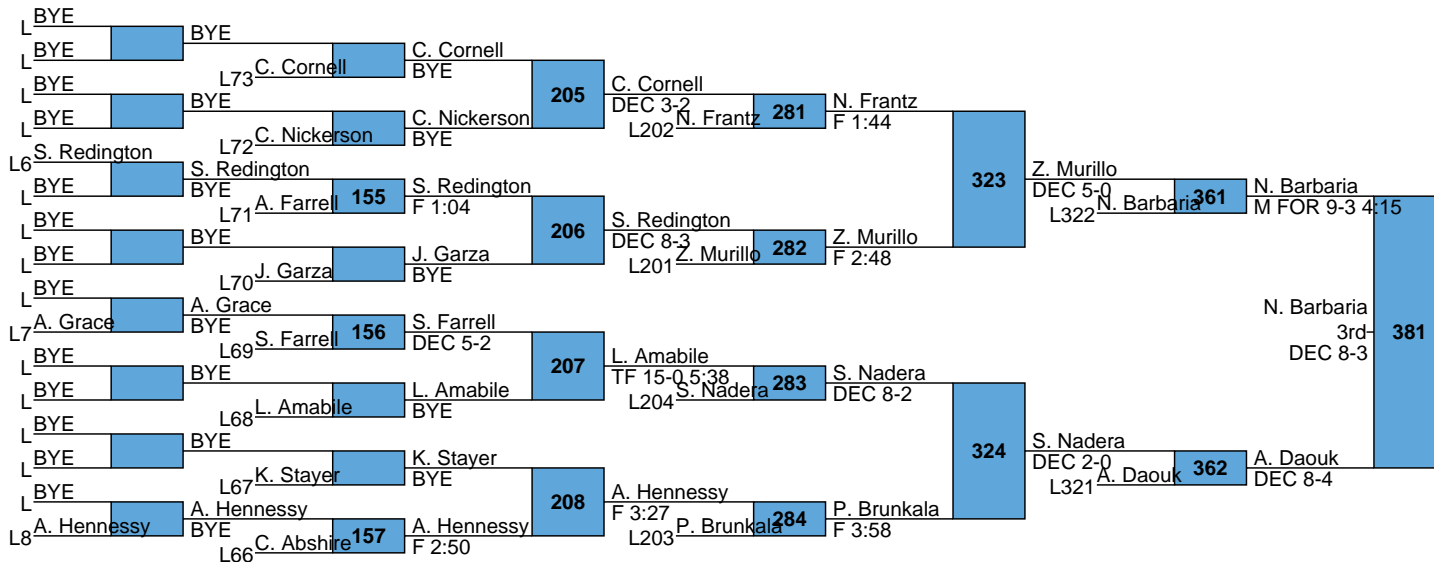 BYE
L
BYE
L
BYE
L73 C. Cornell
C. Cornell
BYE
BYE
L
BYE
L
BYE
L72 C. Nickerson
C. Nickerson
BYE
205
C. Cornell
DEC 3-2
L202 N. Frantz
281
N. Frantz
F 1:44
L6 S. Redington
BYE
L
S. Redington
BYE
L71 A. Farrell
155
S. Redington
F 1:04
BYE
L
BYE
L
BYE
L70 J. Garza
J. Garza
BYE
206
S. Redington
DEC 8-3
L201 Z. Murillo
282
Z. Murillo
F 2:48
323
Z. Murillo
DEC 5-0
L322 N. Barbaria
361
N. Barbaria
M FOR 9-3 4:15
BYE
L
L7 A. Grace
A. Grace
BYE
L69 S. Farrell
156
S. Farrell
DEC 5-2
BYE
L
BYE
L
BYE
L68 L. Amabile
L. Amabile
BYE
207
L. Amabile
TF 15-0 5:38
L204 S. Nadera
283
S. Nadera
DEC 8-2
BYE
L
BYE
L
BYE
L67 K. Stayer
K. Stayer
BYE
BYE
L
L8 A. Hennessy
A. Hennessy
BYE
L66 C. Abshire
157
A. Hennessy
F 2:50
208
A. Hennessy
F 3:27
L203 P. Brunkala
284
P. Brunkala
F 3:58
324
S. Nadera
DEC 2-0
L321 A. Daouk
362
A. Daouk
DEC 8-4
381
N. Barbaria
3rd
DEC 8-3